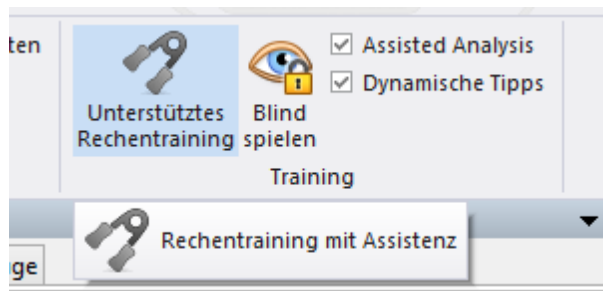 ten
Unterstütztes
Rechentraining
Blind
spielen
Assisted Analysis
Dynamische Tipps
Training
Rechentraining mit Assistenz
ge